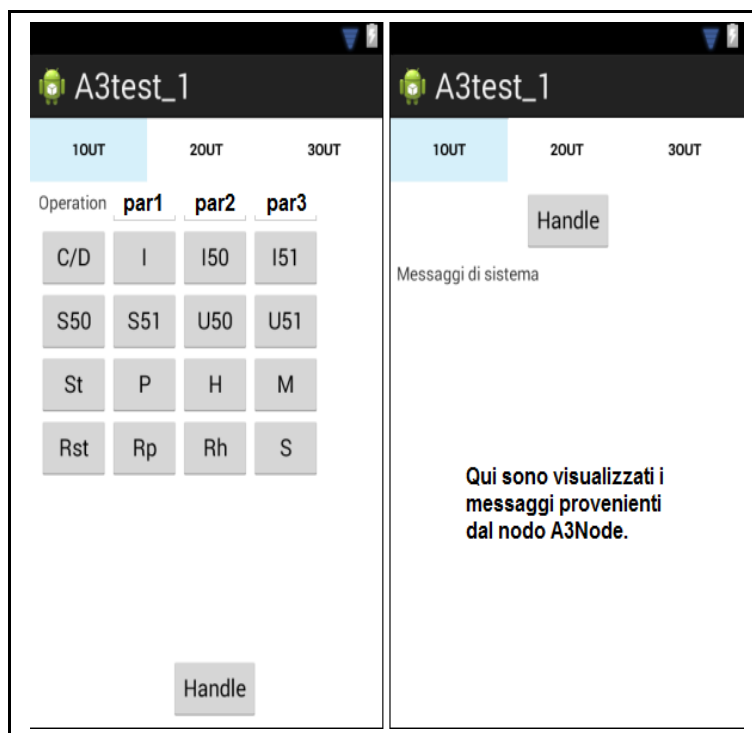 A3test_1
1OUT 2OUT 3OUT
Operation par1 par2 par3
C/D I I50 I51
S50 S51 U50 U51
St P H M
Rst Rp Rh S
Handle
A3test_1
1OUT 2OUT 3OUT
Handle
Messaggi di sistema
Qui sono visualizzati i
messaggi provenienti
dal nodo A3Node.